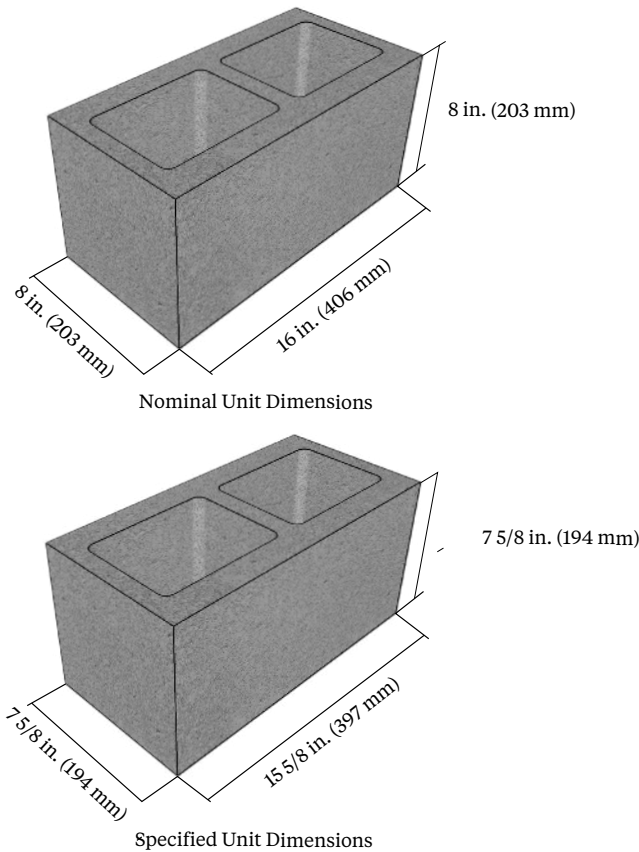 8 in. (203 mm)
8 in. (203 mm)
16 in. (406 mm)
Nominal Unit Dimensions
7 5/8 in. (194 mm)
7 5/8 in. (194 mm)
15 5/8 in. (397 mm)
Specified Unit Dimensions